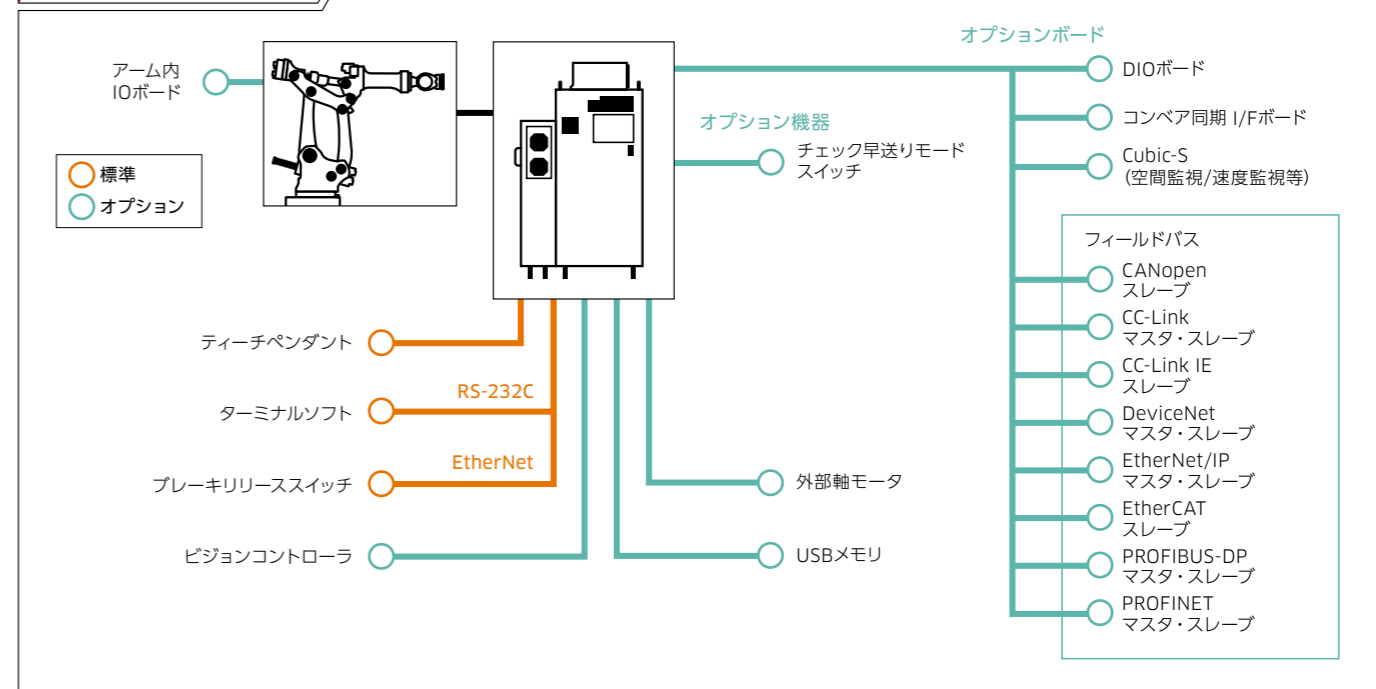 アーム内
IOボード
標準
オプション
オプション機器
チェック早送りモード
スイッチ
オプションボード
DIOボード
コンベア同期 I/Fボード
Cubic-S
(空間監視/速度監視等)
フィールドバス
CANopen
スレーブ
CC-Link
マスタ・スレーブ
CC-Link IE
スレーブ
DeviceNet
マスタ・スレーブ
EtherNet/IP
マスタ・スレーブ
EtherCAT
スレーブ
PROFIBUS-DP
マスタ・スレーブ
PROFINET
マスタ・スレーブ
ティーチペンダント
RS-232C
ターミナルソフト
EtherNet
ブレーキリリーススイッチ
ビジョンコントローラ
外部軸モータ
USBメモリ